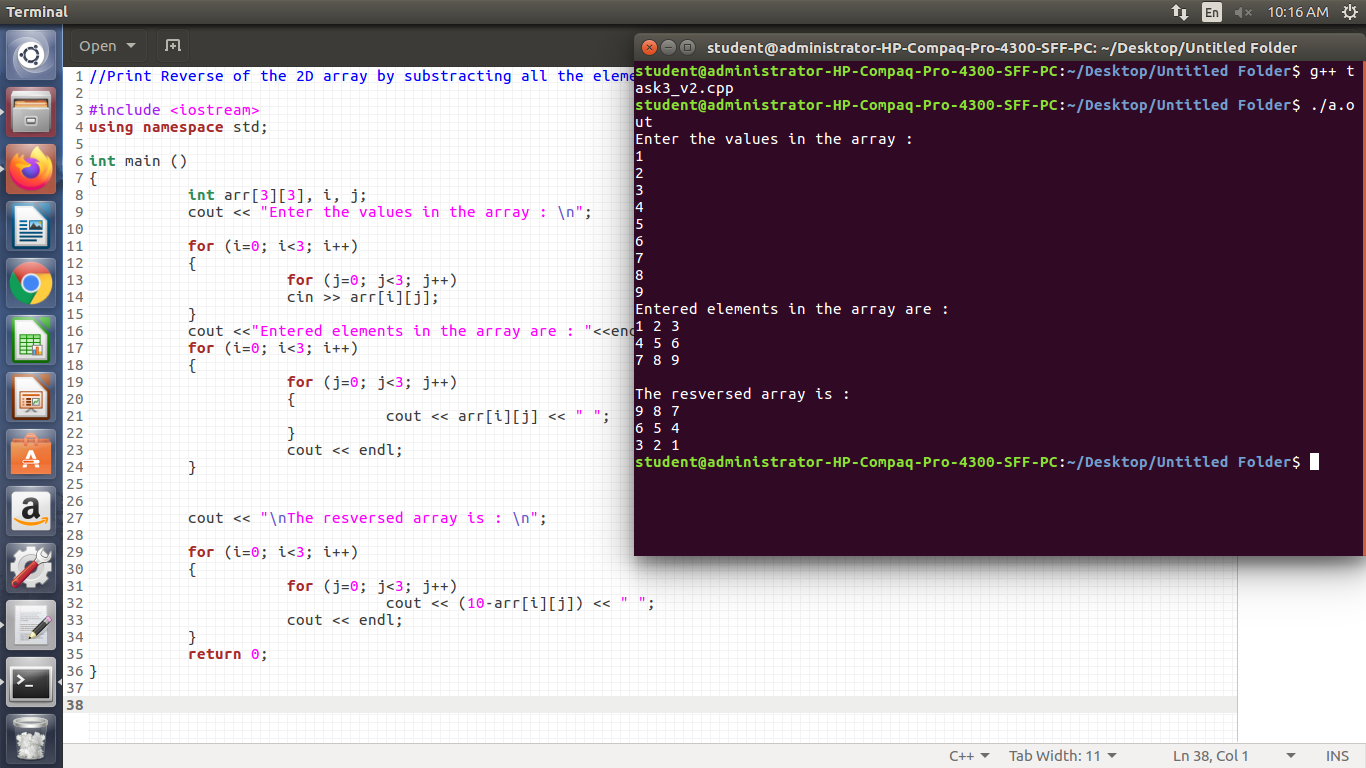 Terminal
En
10:16 AM
Open
1 //Print Reverse of the 2D array by substracting all the eleme
2
3 #include <iostream>
4 using namespace std;
5
6 int main ()
7 {
8 int arr[3][3], i, j;
9 cout << "Enter the values in the array : \n";
10
11 for (i=0; i<3; i++)
12 {
13 for (j=0; j<3; j++)
14 cin >> arr[i][j];
15 }
16 cout <<"Entered elements in the array are : "<<end
17 for (i=0; i<3; i++)
18 {
19 for (j=0; j<3; j++)
20 {
21 cout << arr[i][j] << " ";
22 }
23 cout << endl;
24 }
25
26
27 cout << "\nThe resversed array is : \n";
28
29 for (i=0; i<3; i++)
30 {
31 for (j=0; j<3; j++)
32 cout << (10-arr[i][j]) << " ";
33 cout << endl;
34 }
35 return 0;
36 }
37
38
student@administrator-HP-Compaq-Pro-4300-SFF-PC: ~/Desktop/Untitled Folder
student@administrator-HP-Compaq-Pro-4300-SFF-PC:~/Desktop/Untitled Folder$ g++ t
ask3_v2.cpp
student@administrator-HP-Compaq-Pro-4300-SFF-PC:~/Desktop/Untitled Folder$ ./a.o
ut
Enter the values in the array :
1
2
3
4
5
6
7
8
9
Entered elements in the array are :
1 2 3
4 5 6
7 8 9
The resversed array is :
9 8 7
6 5 4
3 2 1
student@administrator-HP-Compaq-Pro-4300-SFF-PC:~/Desktop/Untitled Folder$
C++
Tab Width: 11
Ln 38, Col 1
INS